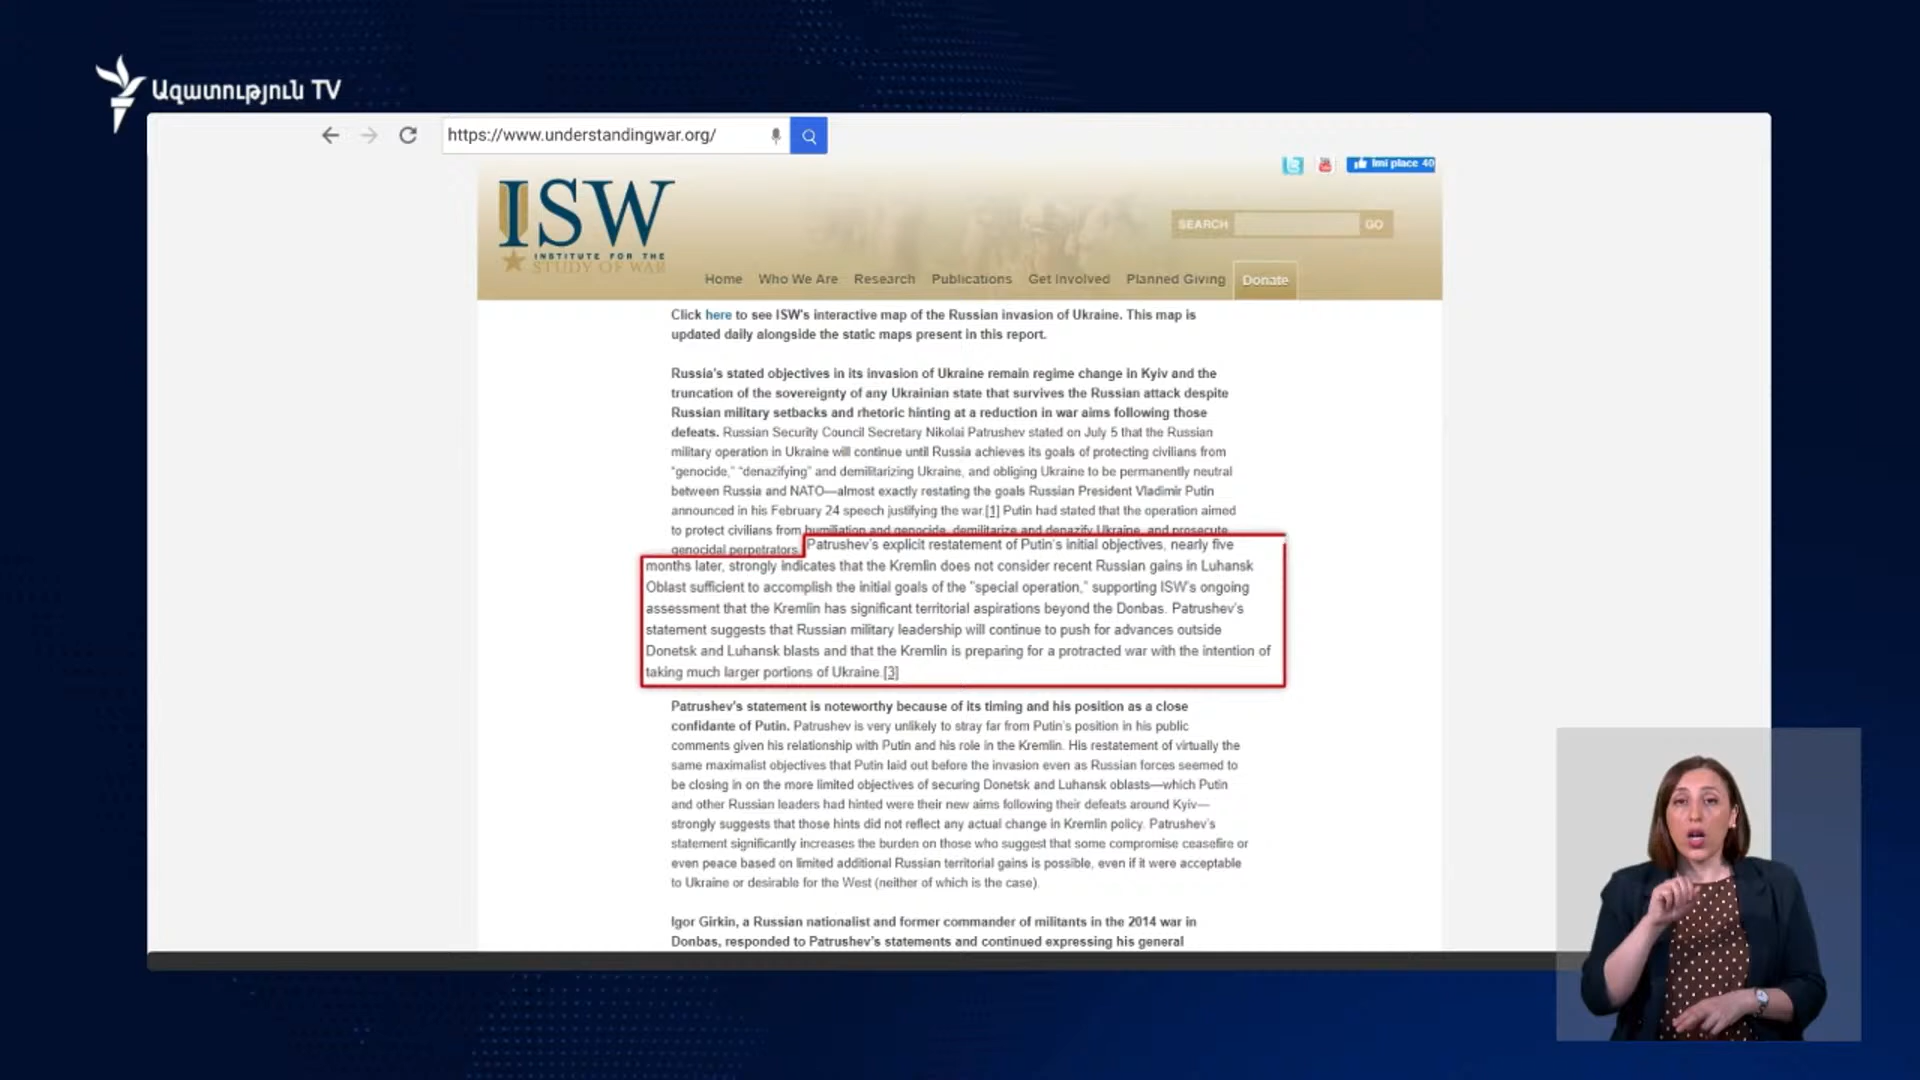 Ազատություն TV
https://www.understandingwar.org/
Imi place 40
ISW
INSTITUTE FOR THE
STUDY OF WAR
SEARCH
GO
Home Who We Are Research Publications Get Involved Planned Giving Donate
Click here to see ISW's interactive map of the Russian invasion of Ukraine. This map is
updated daily alongside the static maps present in this report.
Russia's stated objectives in its invasion of Ukraine remain regime change in Kyiv and the
truncation of the sovereignty of any Ukrainian state that survives the Russian attack despite
Russian military setbacks and rhetoric hinting at a reduction in war aims following those
defeats. Russian Security Council Secretary Nikolai Patrushev stated on July 5 that the Russian
military operation in Ukraine will continue until Russia achieves its goals of protecting civilians from
"genocide," "denazifying" and demilitarizing Ukraine, and obliging Ukraine to be permanently neutral
between Russia and NATO—almost exactly restating the goals Russian President Vladimir Putin
announced in his February 24 speech justifying the war.[1] Putin had stated that the operation aimed
to protect civilians from humiliation and genocide, demilitarize and denazify Ukraine, and prosecute
genocidal perpetrators.
Patrushev's explicit restatement of Putin's initial objectives, nearly five
months later, strongly indicates that the Kremlin does not consider recent Russian gains in Luhansk
Oblast sufficient to accomplish the initial goals of the "special operation," supporting ISW's ongoing
assessment that the Kremlin has significant territorial aspirations beyond the Donbas. Patrushev's
statement suggests that Russian military leadership will continue to push for advances outside
Donetsk and Luhansk blasts and that the Kremlin is preparing for a protracted war with the intention of
taking much larger portions of Ukraine.[3]
Patrushev's statement is noteworthy because of its timing and his position as a close
confidante of Putin. Patrushev is very unlikely to stray far from Putin's position in his public
comments given his relationship with Putin and his role in the Kremlin. His restatement of virtually the
same maximalist objectives that Putin laid out before the invasion even as Russian forces seemed to
be closing in on the more limited objectives of securing Donetsk and Luhansk oblasts—which Putin
and other Russian leaders had hinted were their new aims following their defeats around Kyiv—
strongly suggests that those hints did not reflect any actual change in Kremlin policy. Patrushev's
statement significantly increases the burden on those who suggest that some compromise ceasefire or
even peace based on limited additional Russian territorial gains is possible, even if it were acceptable
to Ukraine or desirable for the West (neither of which is the case).
Igor Girkin, a Russian nationalist and former commander of militants in the 2014 war in
Donbas, responded to Patrushev's statements and continued expressing his general